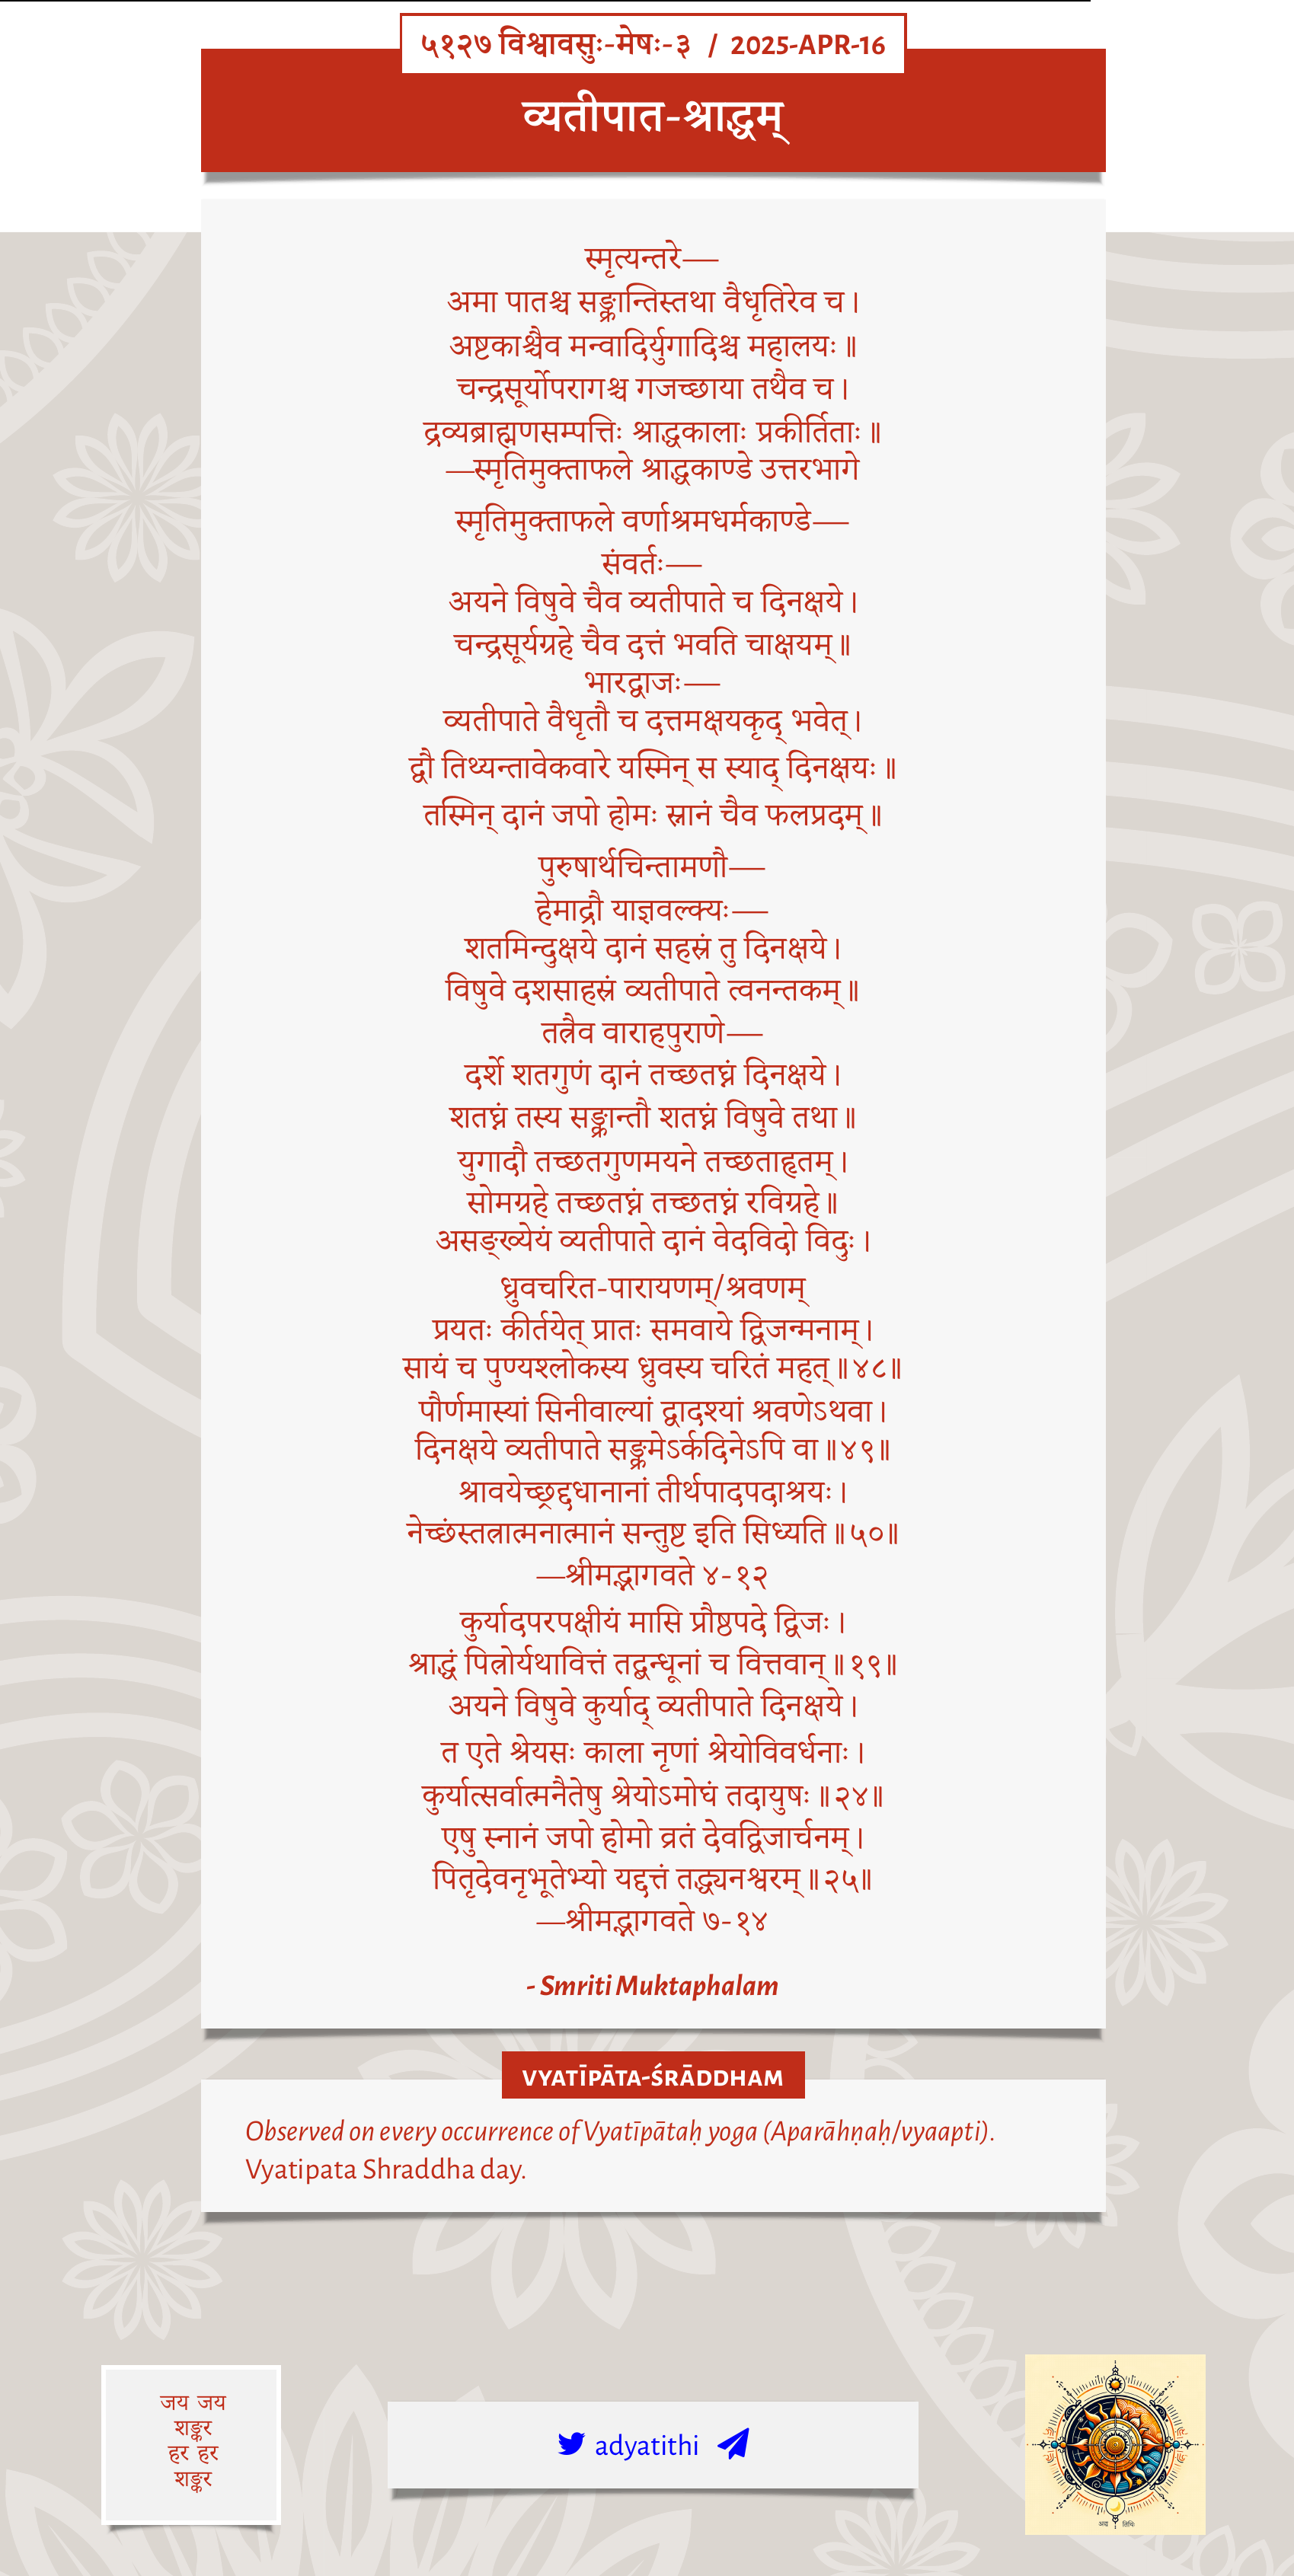 ५१२७ विश्वावसुः-मेषः-३ / 2025-APR-16
व्यतीपात-श्राद्धम्
स्मृत्यन्तरे—
अमा पातश्च सङ्क्रान्तिस्तथा वैधृतिरेव च।
अष्टकाश्चैव मन्वादिर्युगादिश्च महालयः॥
चन्द्रसूर्योपरागश्च गजच्छाया तथैव च।
द्रव्यब्राह्मणसम्पत्तिः श्राद्धकालाः प्रकीर्तिताः॥
—स्मृतिमुक्ताफले श्राद्धकाण्डे उत्तरभागे
स्मृतिमुक्ताफले वर्णाश्रमधर्मकाण्डे—
संवर्तः—
अयने विषुवे चैव व्यतीपाते च दिनक्षये।
चन्द्रसूर्यग्रहे चैव दत्तं भवति चाक्षयम्॥
भारद्वाजः—
व्यतीपाते वैधृतौ च दत्तमक्षयकृद् भवेत्।
द्वौ तिथ्यन्तावेकवारे यस्मिन् स स्याद् दिनक्षयः॥
तस्मिन् दानं जपो होमः स्नानं चैव फलप्रदम्॥
पुरुषार्थचिन्तामणौ—
हेमाद्रौ याज्ञवल्क्यः—
शतमिन्दुक्षये दानं सहस्रं तु दिनक्षये।
विषुवे दशसाहस्रं व्यतीपाते त्वनन्तकम्॥
तत्रैव वाराहपुराणे—
दर्शे शतगुणं दानं तच्छतघ्नं दिनक्षये।
शतघ्नं तस्य सङ्क्रान्तौ शतघ्नं विषुवे तथा॥
युगादौ तच्छतगुणमयने तच्छताहृतम्।
सोमग्रहे तच्छतघ्नं तच्छतघ्नं रविग्रहे॥
असङ्ख्येयं व्यतीपाते दानं वेदविदो विदुः।
ध्रुवचरित-पारायणम्/श्रवणम्
प्रयतः कीर्तयेत् प्रातः समवाये द्विजन्मनाम्।
सायं च पुण्यश्लोकस्य ध्रुवस्य चरितं महत्॥४८॥
पौर्णमास्यां सिनीवाल्यां द्वादश्यां श्रवणेऽथवा।
दिनक्षये व्यतीपाते सङ्क्रमेऽर्कदिनेऽपि वा॥४९॥
श्रावयेच्छ्रद्दधानानां तीर्थपादपदाश्रयः।
नेच्छंस्तत्रात्मनात्मानं सन्तुष्ट इति सिध्यति॥५०॥
—श्रीमद्भागवते ४-१२
कुर्यादपरपक्षीयं मासि प्रौष्ठपदे द्विजः।
श्राद्धं पित्रोर्यथावित्तं तद्बन्धूनां च वित्तवान्॥१९॥
अयने विषुवे कुर्याद् व्यतीपाते दिनक्षये।
त एते श्रेयसः काला नृणां श्रेयोविवर्धनाः।
कुर्यात्सर्वात्मनैतेषु श्रेयोऽमोघं तदायुषः॥२४॥
एषु स्नानं जपो होमो व्रतं देवद्विजार्चनम्।
पितृदेवनृभूतेभ्यो यद्दत्तं तद्ध्यनश्वरम्॥२५॥
—श्रीमद्भागवते ७-१४
- Smriti Muktaphalam
VYATĪPĀTA-ŚRĀDDHAM
Observed on every occurrence of Vyatīpātaḥ yoga (Aparāhṇaḥ/vyaapti).
Vyatipata Shraddha day.
जय जय
शङ्कर
हर हर
शङ्कर
adyatithi
अद्य तिथिः